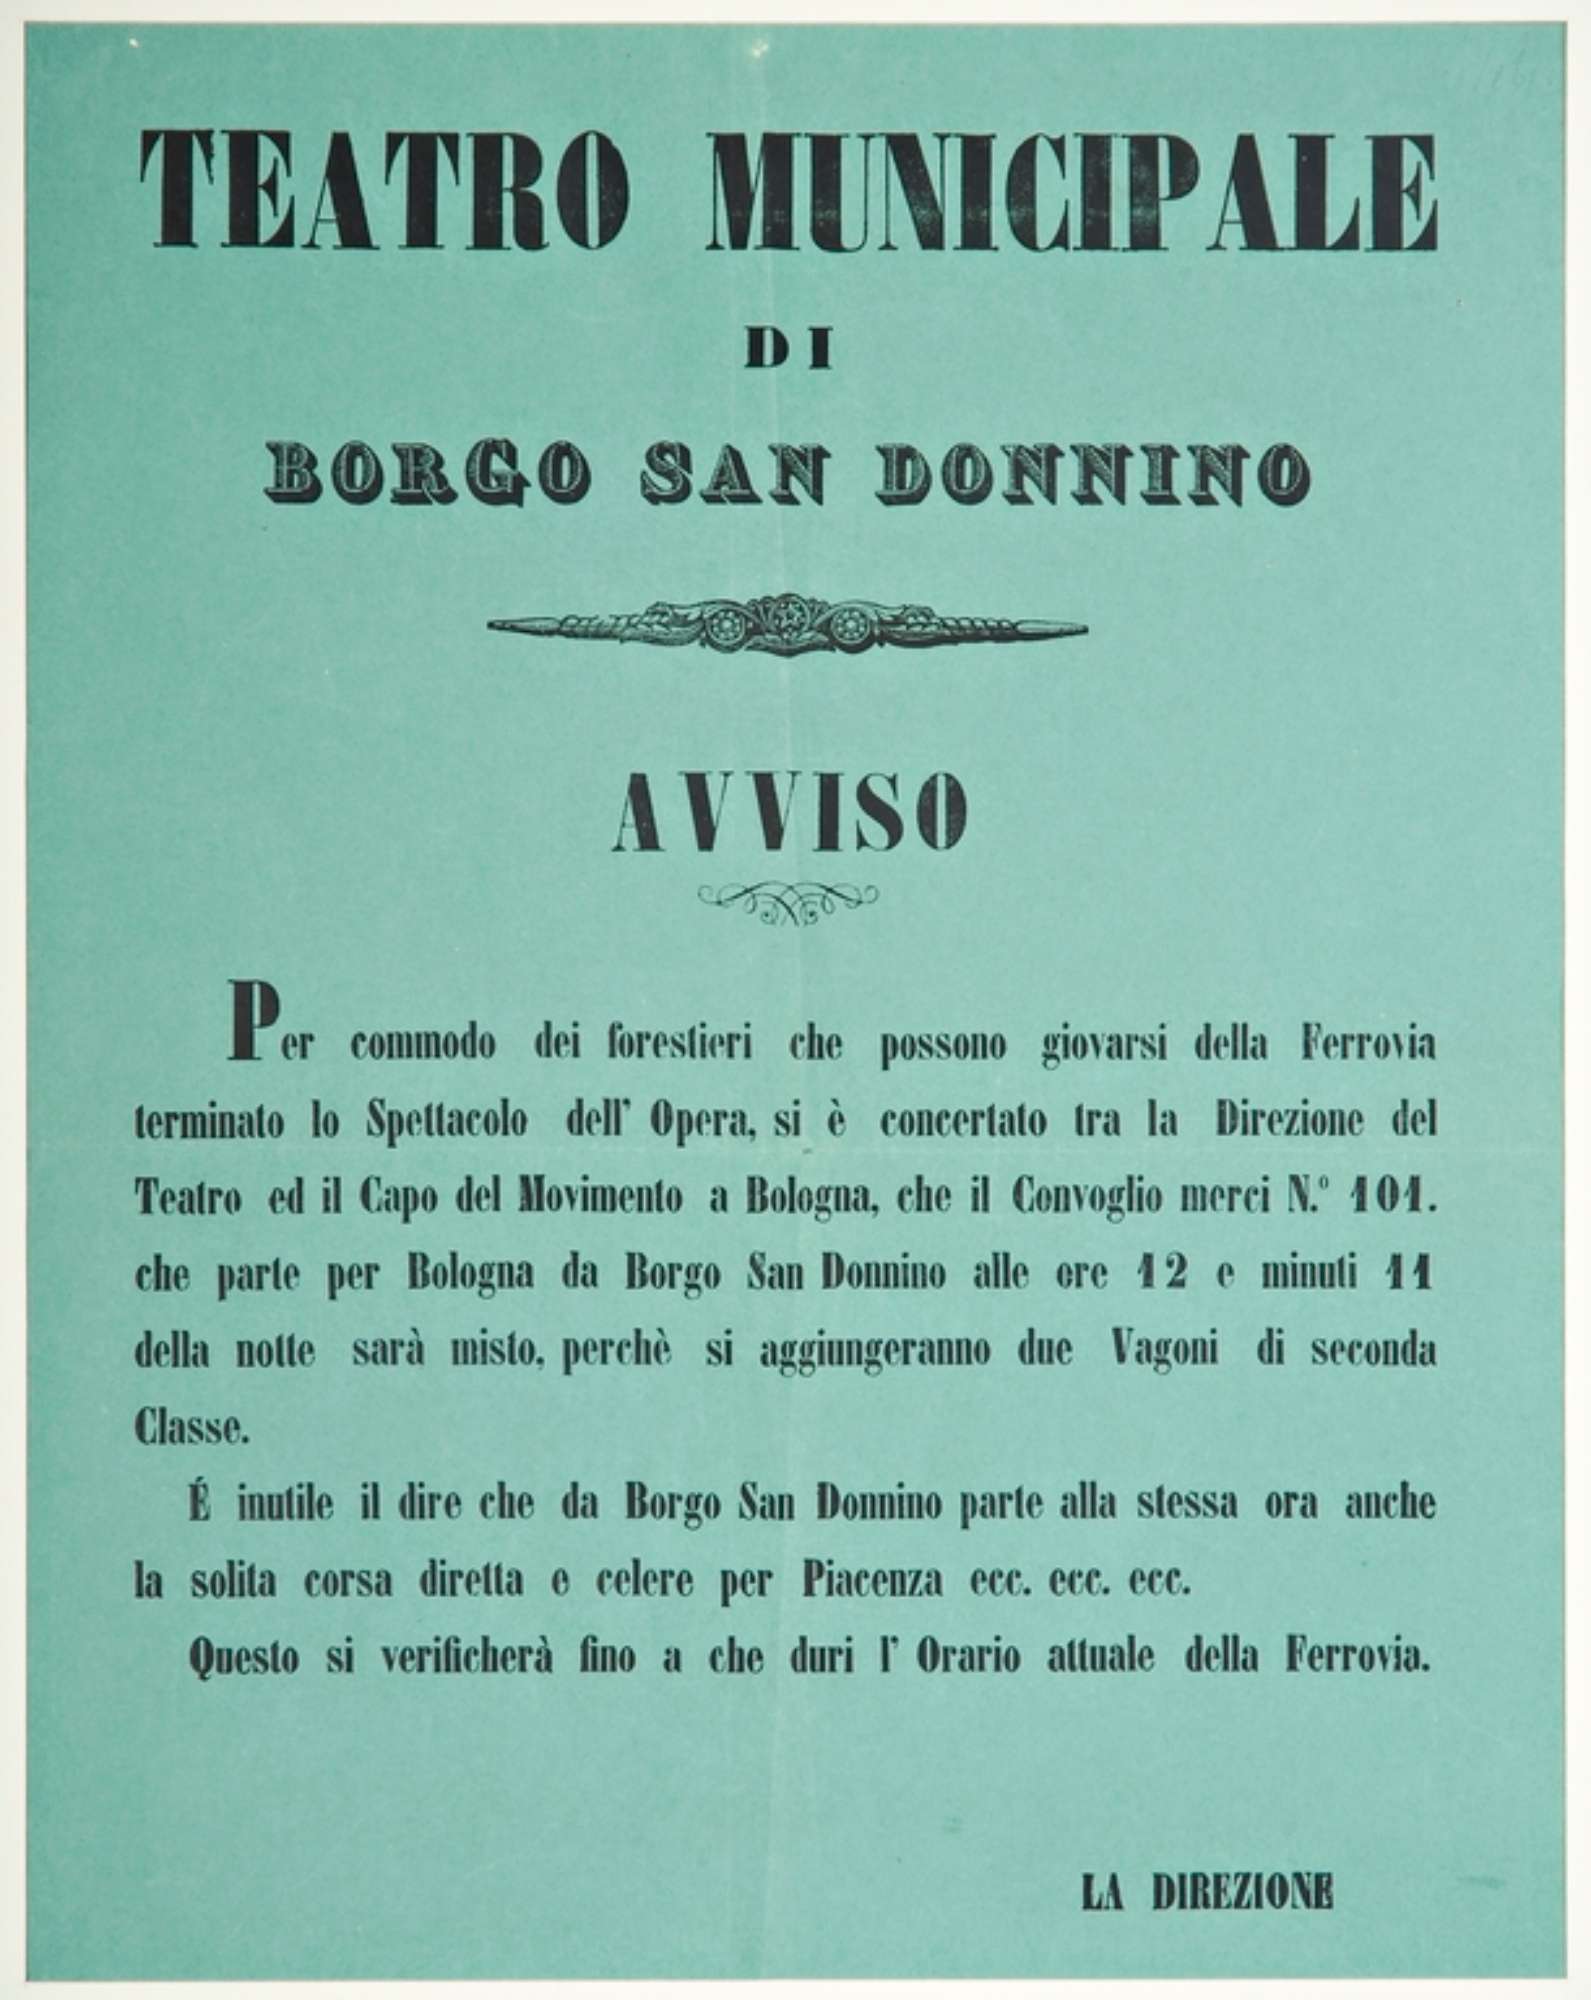 TEATRO MUNICIPALE
DI
BORGO SAN DONNINO
AVVISO
Per commodo dei forestieri che possono giovarsi della Ferrovia
terminato lo Spettacolo dell' Opera, si è concertato tra la Direzione del
Teatro ed il Capo del Movimento a Bologna, che il Convoglio merci N.° 101.
che parte per Bologna da Borgo San Donnino alle ore 12 e minuti 11
della notte sarà misto, perchè si aggiungeranno due Vagoni di seconda
Classe.
É inutile il dire che da Borgo San Donnino parte alla stessa ora anche
la solita corsa diretta e celere per Piacenza ecc. ecc. ecc.
Questo si verificherà fino a che duri l' Orario attuale della Ferrovia.
LA DIREZIONE